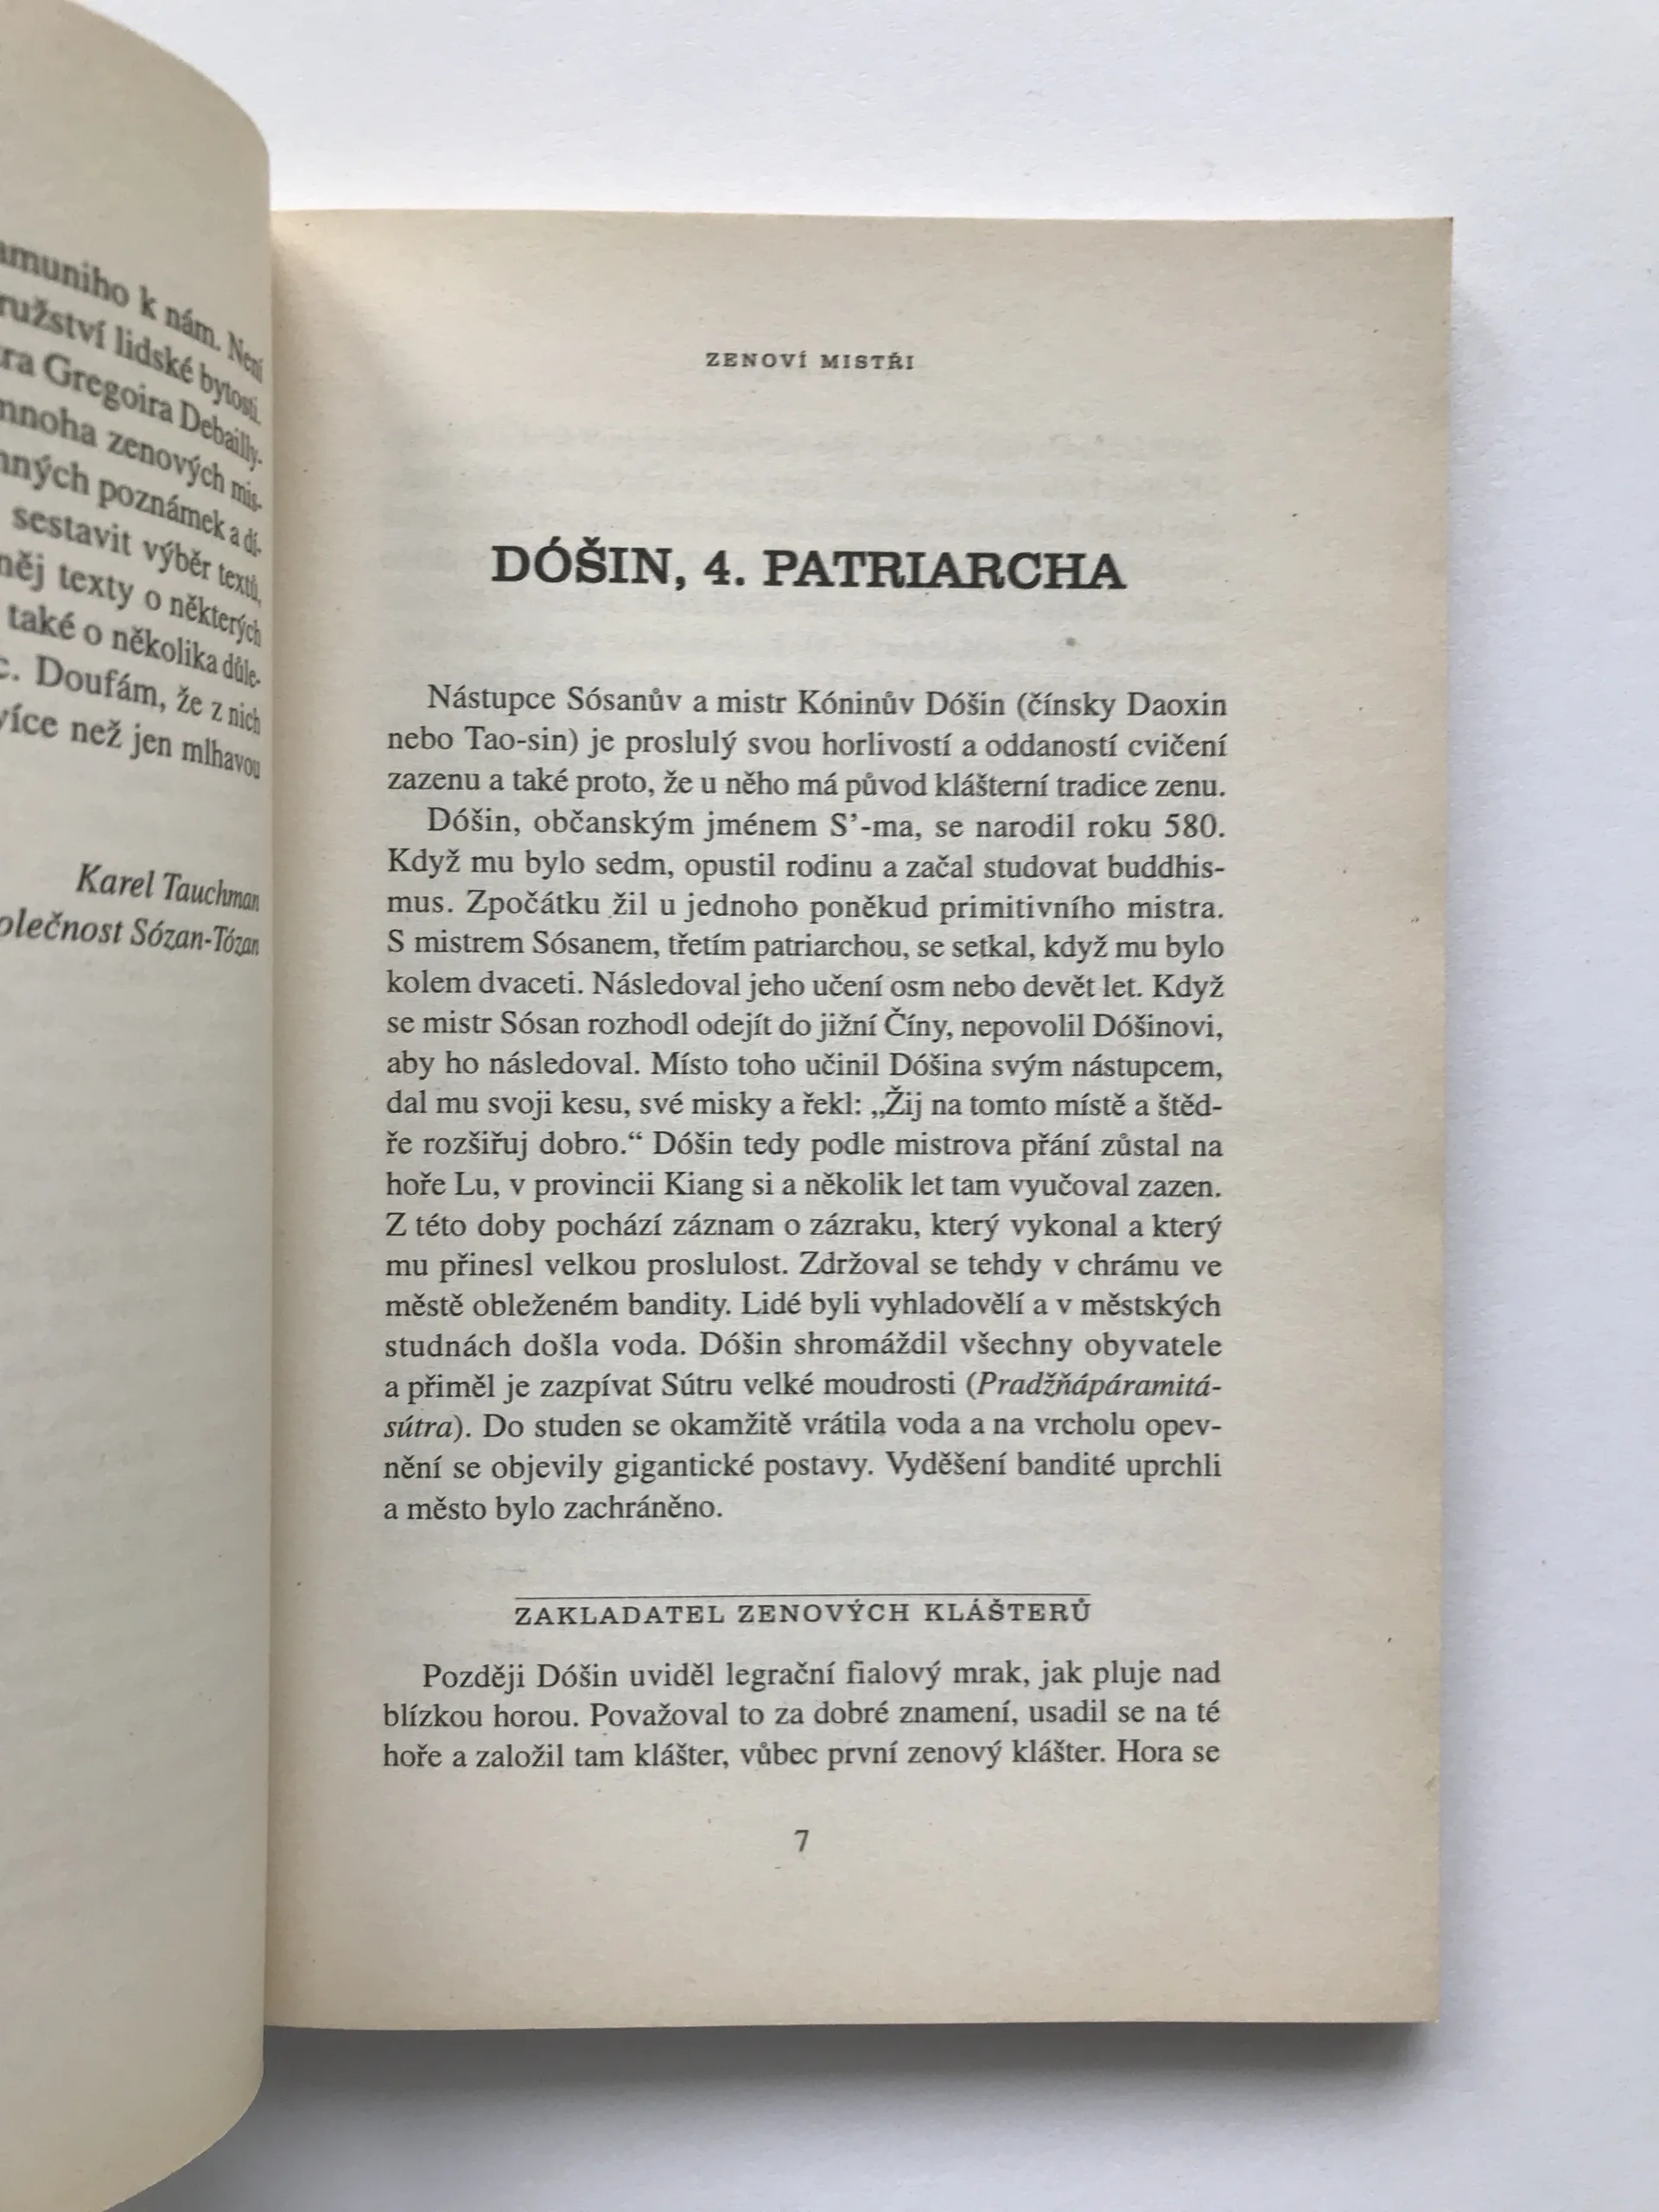 k nám. Není
lidské bytosti.
Gregoira Debailly-
mnoha zenových mis-
poznámek a dí-
sestavit výběr textů,
texty o některých
také o několika důle-
Doufám, že z nich
více než jen mlhavou
Karel Tauchman
Sózan-Tózan
ZENOVÍ MISTŘI
DÓŠIN, 4. PATRIARCHA
Nástupce Sósanův a mistr Kóninův Dóšin (čínsky Daoxin
nebo Tao-sin) je proslulý svou horlivostí a oddaností cvičení
zazenu a také proto, že u něho má původ klášterní tradice zenu.
Dóšin, občanským jménem S’-ma, se narodil roku 580.
Když mu bylo sedm, opustil rodinu a začal studovat buddhis-
mus. Zpočátku žil u jednoho poněkud primitivního mistra.
S mistrem Sósanem, třetím patriarchou, se setkal, když mu bylo
kolem dvaceti. Následoval jeho učení osm nebo devět let. Když
se mistr Sósan rozhodl odejít do jižní Číny, nepovolil Dóšinovi,
aby ho následoval. Místo toho učinil Dóšina svým nástupcem,
dal mu svoji kesu, své misky a řekl: „Žij na tomto místě a štěd-
ře rozšiřuj dobro.“ Dóšin tedy podle mistrova přání zůstal na
hoře Lu, v provincii Kiang si a několik let tam vyučoval zazen.
Z této doby pochází záznam o zázraku, který vykonal a který
mu přinesl velkou proslulost. Zdržoval se tehdy v chrámu ve
městě obleženém bandity. Lidé byli vyhladovělí a v městských
studnách došla voda. Dóšin shromáždil všechny obyvatele
a přiměl je zazpívat Sútru velké moudrosti (Pradžňápáramitá-
sútra). Do studen se okamžitě vrátila voda a na vrcholu opev-
nění se objevily gigantické postavy. Vyděšení bandité uprchli
a město bylo zachráněno.
ZAKLADATEL ZENOVÝCH KLÁŠTERŮ
Později Dóšin uviděl legrační fialový mrak, jak pluje nad
blízkou horou. Považoval to za dobré znamení, usadil se na té
hoře a založil tam klášter, vůbec první zenový klášter. Hora se
7